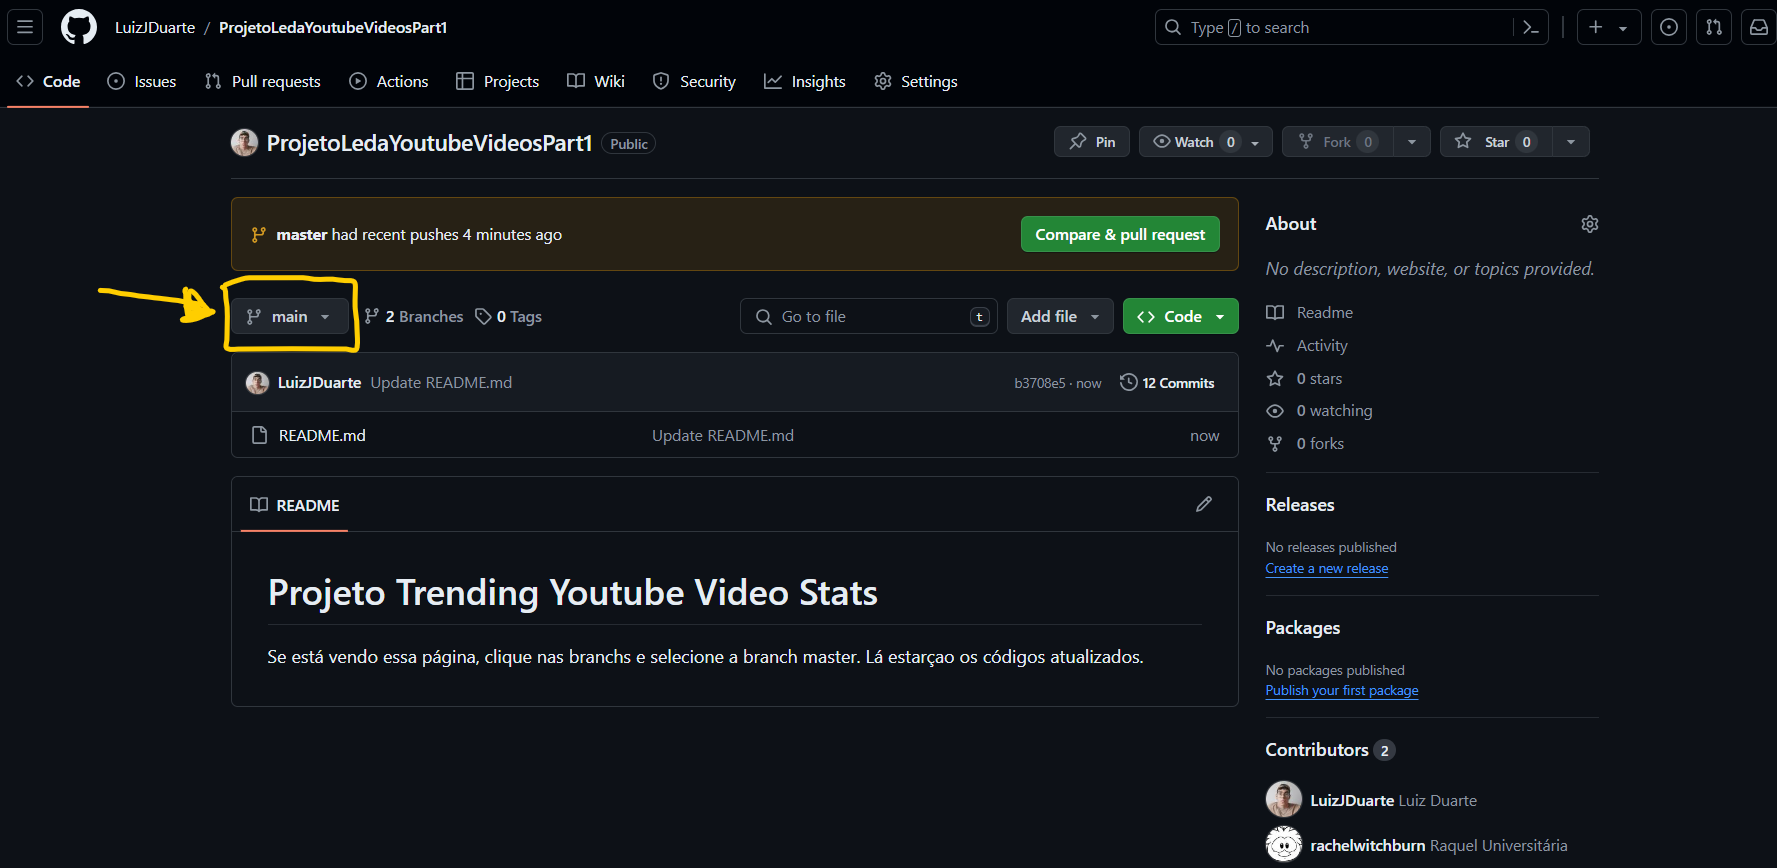 LuizJDuarte / ProjetoLedaYoutubeVideosPart1
Type / to search
Code Issues Pull requests Actions Projects Wiki Security Insights Settings
ProjetoLedaYoutubeVideosPart1 Public
Pin Watch 0 Fork 0 Star 0
master had recent pushes 4 minutes ago
Compare & pull request
main 2 Branches 0 Tags
Go to file t Add file Code
LuizJDuarte Update README.md b3708e5 · now 12 Commits
README.md Update README.md now
README
Projeto Trending Youtube Video Stats
Se está vendo essa página, clique nas branchs e selecione a branch master. Lá estarçao os códigos atualizados.
About
No description, website, or topics provided.
Readme
Activity
0 stars
0 watching
0 forks
Releases
No releases published
Create a new release
Packages
No packages published
Publish your first package
Contributors 2
LuizJDuarte Luiz Duarte
rachelwitchburn Raquel Universitária